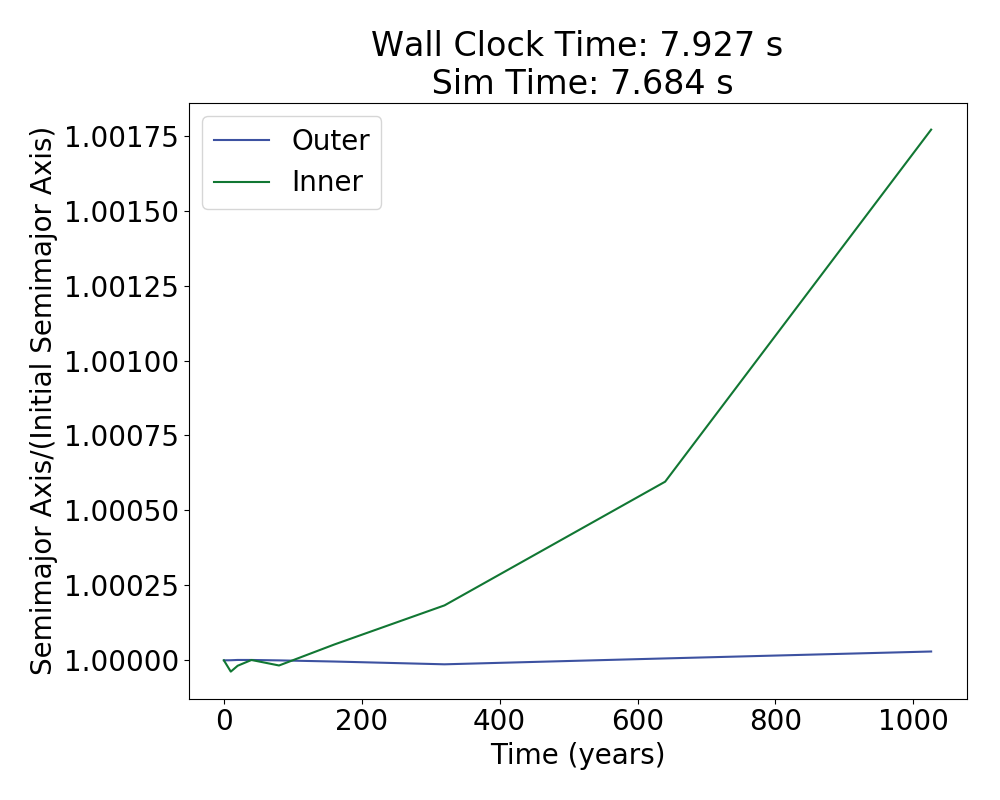 Wall Clock Time: 7.927 s
Sim Time: 7.684 s
Outer
Inner
Semimajor Axis/(Initial Semimajor Axis)
1.00175
1.00150
1.00125
1.00100
1.00075
1.00050
1.00025
1.00000
0 200 400 600 800 1000
Time (years)